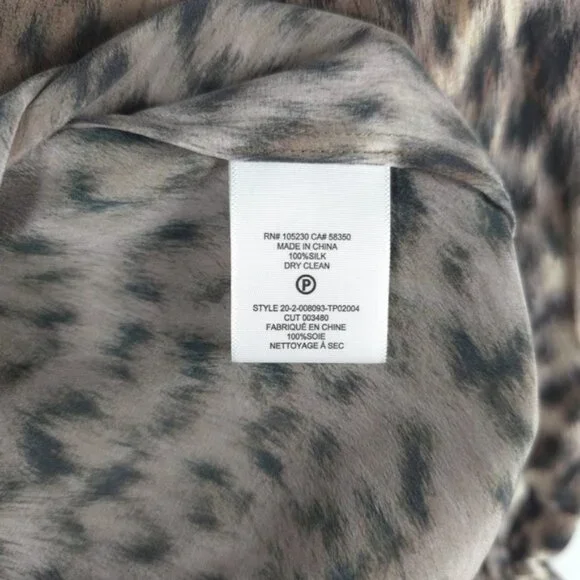 RN# 105230 CA# 58350
MADE IN CHINA
100%SILK
DRY CLEAN
P
STYLE 20-2-008093-TP02004
CUT 003480
FABRIQUÉ EN CHINE
100%SOIE
NETTOYAGE À SEC